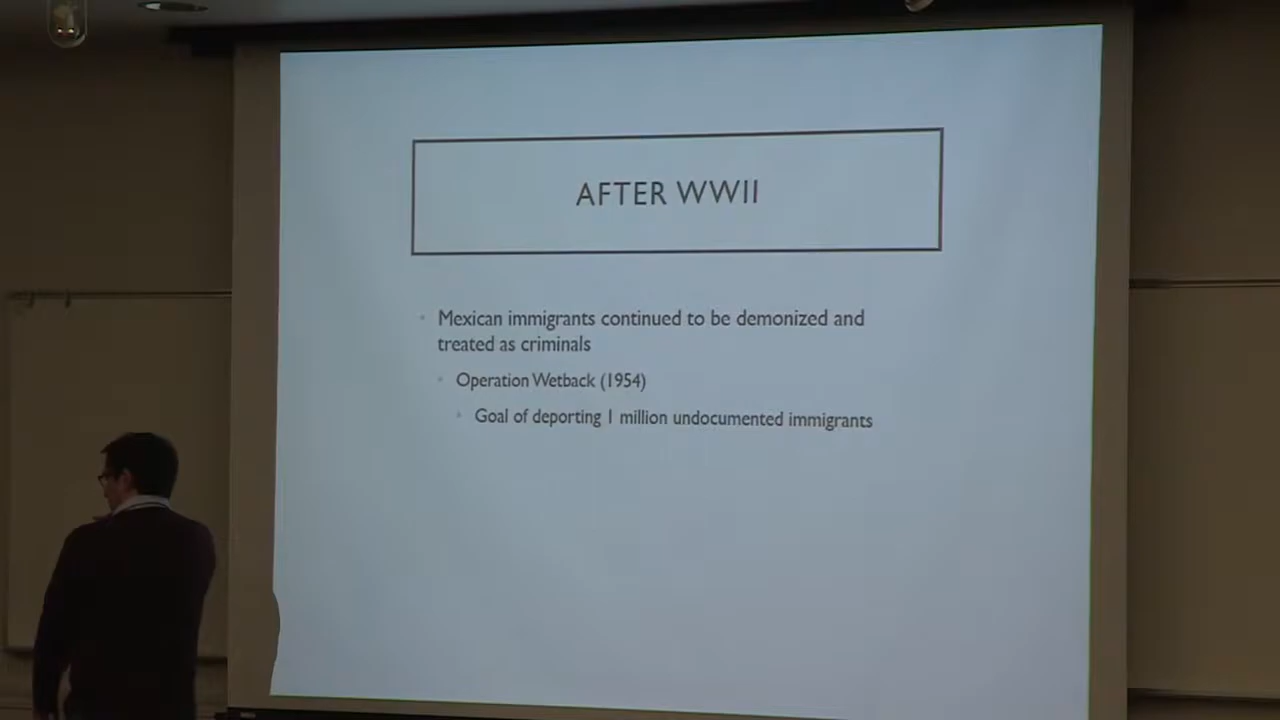 AFTER WWII
Mexican immigrants continued to be demonized and
treated as criminals
Operation Wetback (1954)
Goal of deporting 1 million undocumented immigrants